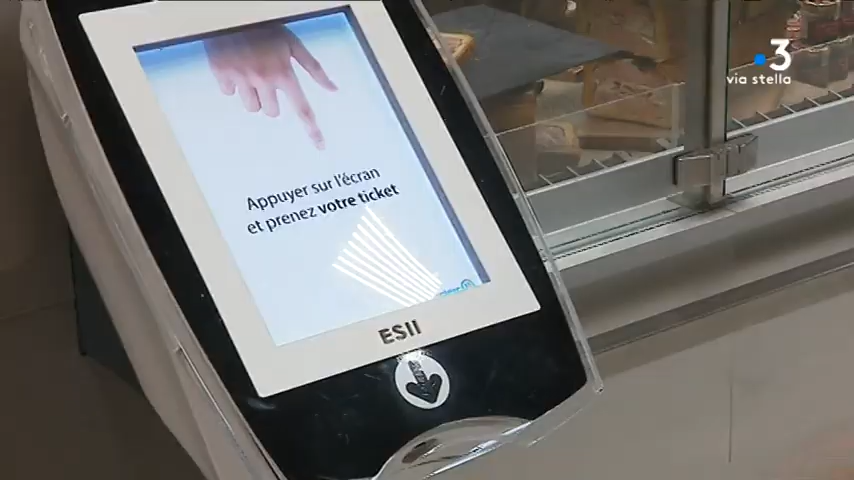 3
via stella
Appuyer sur l'écran
et prenez votre ticket
ESII